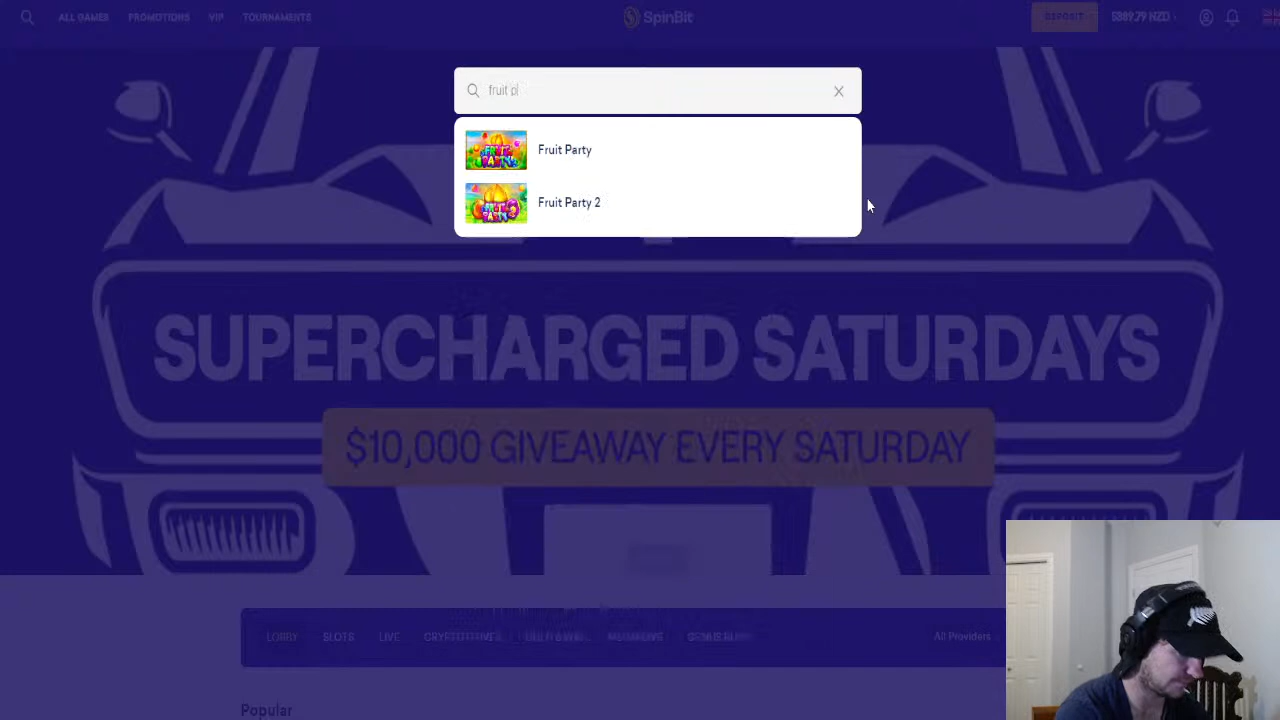 ALL GAMES
PROMOTIONS
VIP
TOURNAMENTS
SpinBit
DEPOSIT
NZD
fruit pl
Fruit Party
Fruit Party 2
SUPERCHARGED SATURDAYS
$10,000 GIVEAWAY EVERY SATURDAY
LOBBY
SLOTS
LIVE
All Providers
Popular